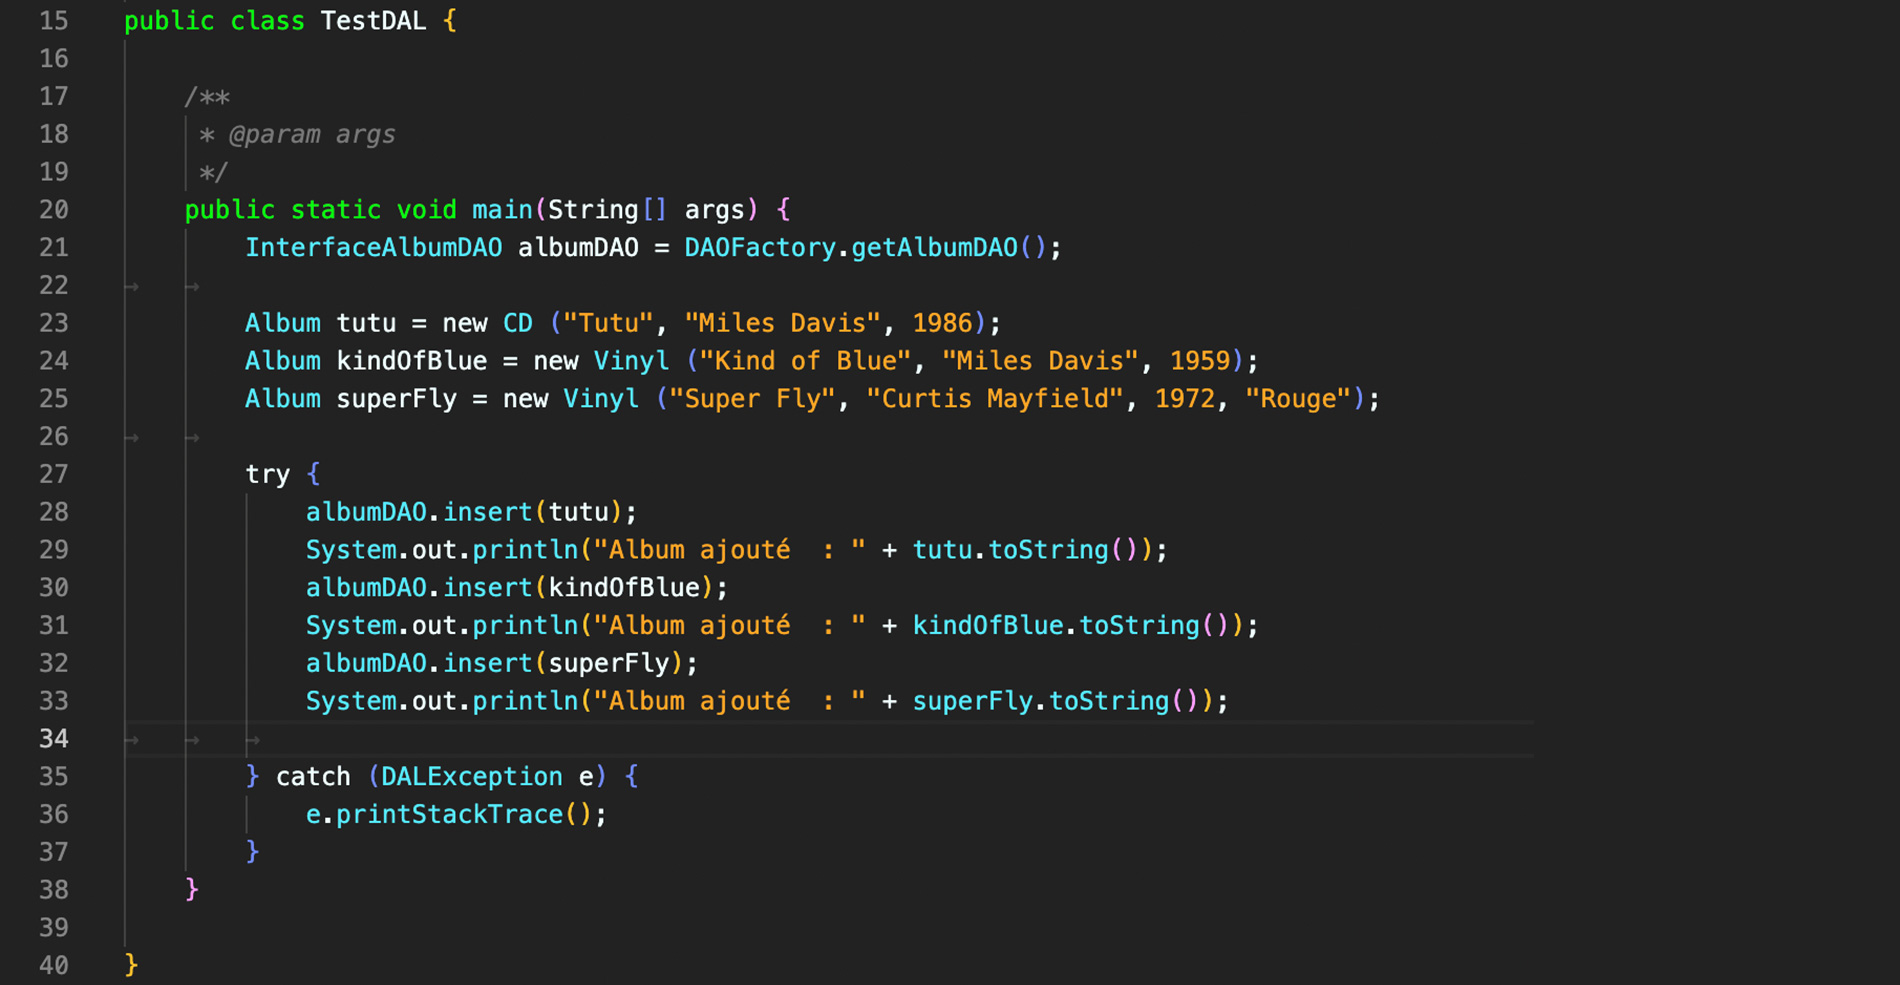 15 public class TestDAL {
16
17     /**
18      * @param args
19      */
20     public static void main(String[] args) {
21         InterfaceAlbumDAO albumDAO = DAOFactory.getAlbumDAO();
22
23         Album tutu = new CD ("Tutu", "Miles Davis", 1986);
24         Album kindOfBlue = new Vinyl ("Kind of Blue", "Miles Davis", 1959);
25         Album superFly = new Vinyl ("Super Fly", "Curtis Mayfield", 1972, "Rouge");
26
27         try {
28             albumDAO.insert(tutu);
29             System.out.println("Album ajouté  : " + tutu.toString());
30             albumDAO.insert(kindOfBlue);
31             System.out.println("Album ajouté  : " + kindOfBlue.toString());
32             albumDAO.insert(superFly);
33             System.out.println("Album ajouté  : " + superFly.toString());
34
35         } catch (DALException e) {
36             e.printStackTrace();
37         }
38     }
39
40 }